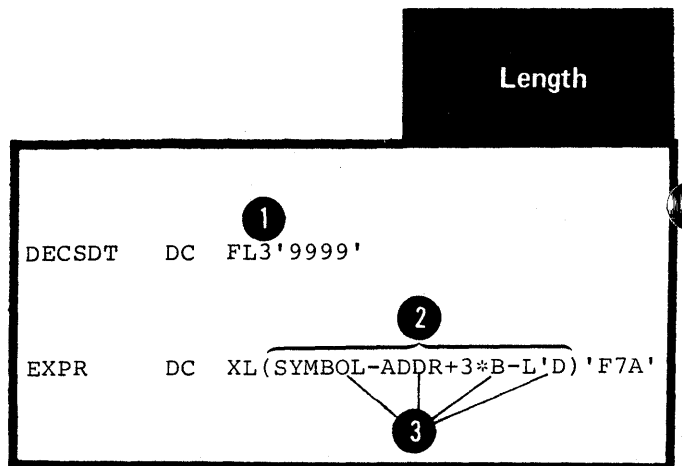 Length
1
DECSDT DC FL3'9999'
2
EXPR DC XL(SYMBOL-ADDR+3*B-L'D)'F7A'
3